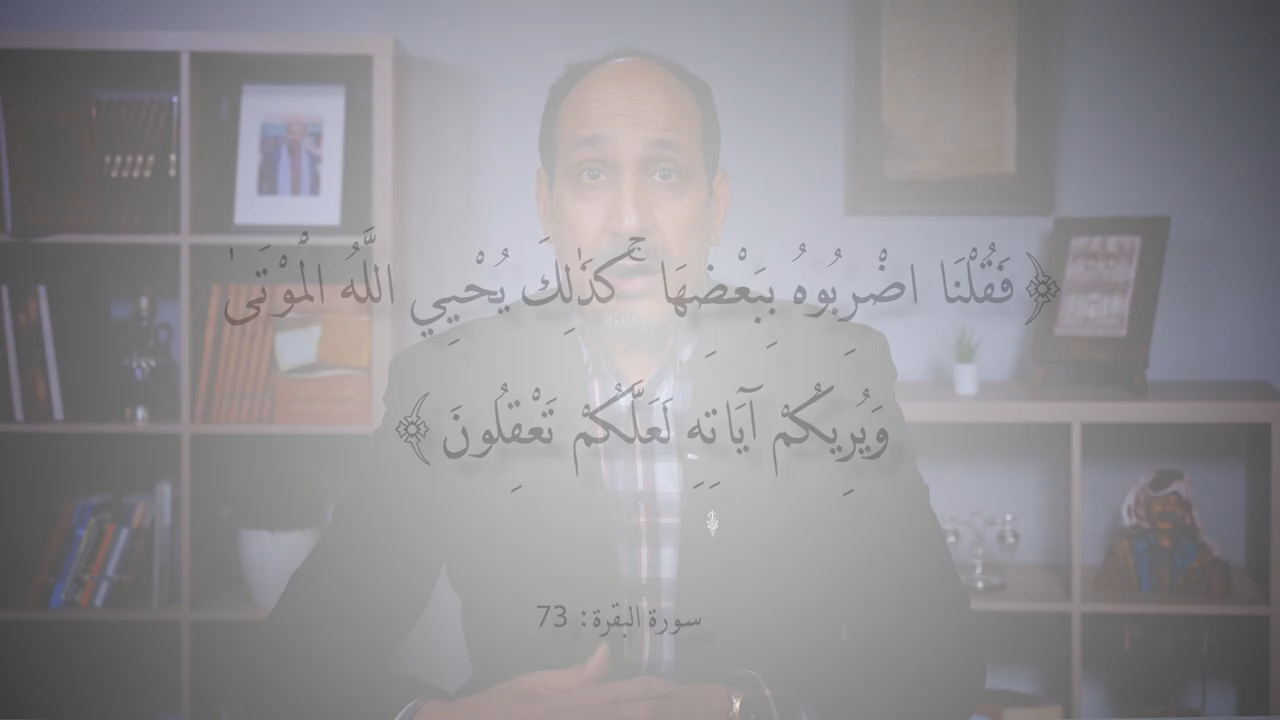 ﴿فَقُلْنَا اضْرِبُوهُ بِبَعْضِهَا ۚ كَذَٰلِكَ يُحْيِي اللَّهُ الْمَوْتَىٰ
وَيُرِيكُمْ آيَاتِهِ لَعَلَّكُمْ تَعْقِلُونَ﴾
سورة البقرة: 73